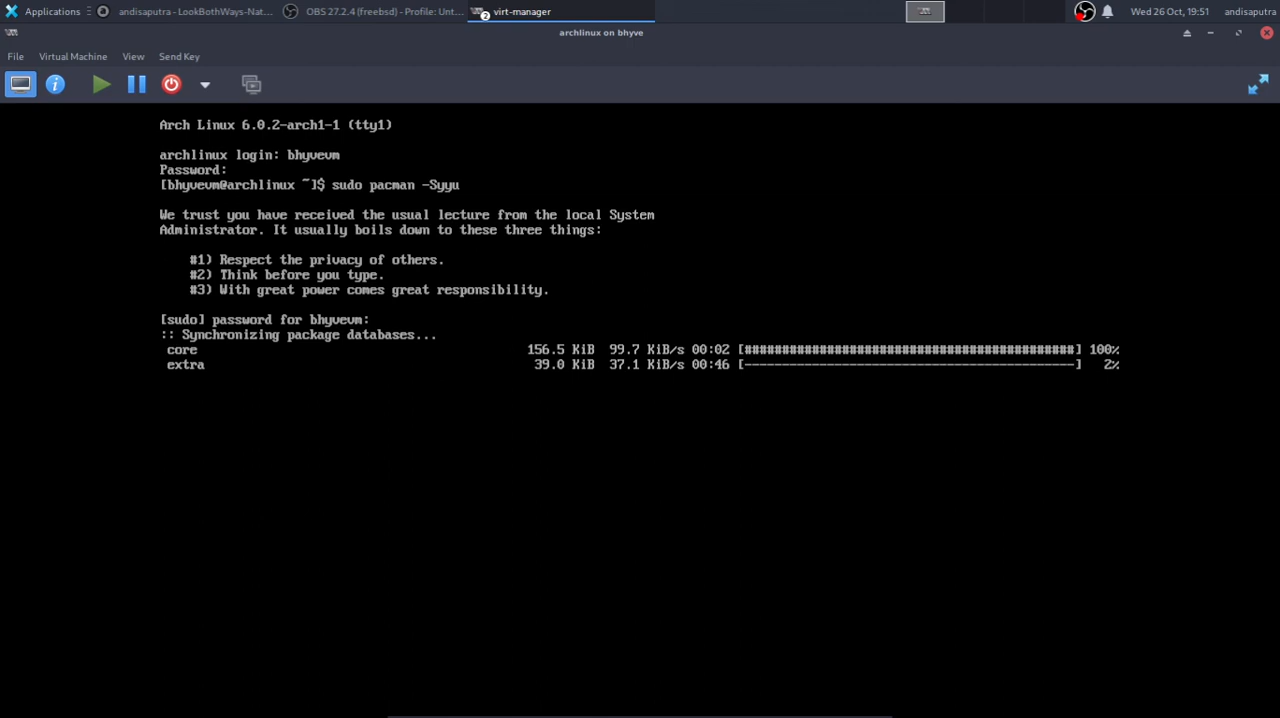 Applications andisaputra - LookBothWays-Nat... OBS 27.2.4 (freebsd) - Profile: Unt... 2 virt-manager Wed 26 Oct, 19:51 andisaputra
archlinux on bhyve
File Virtual Machine View Send Key
Arch Linux 6.0.2-arch1-1 (tty1)
archlinux login: bhyvevm
Password:
[bhyvevm@archlinux ~]$ sudo pacman -Syyu
We trust you have received the usual lecture from the local System
Administrator. It usually boils down to these three things:
#1) Respect the privacy of others.
#2) Think before you type.
#3) With great power comes great responsibility.
[sudo] password for bhyvevm:
:: Synchronizing package databases...
core 156.5 KiB 99.7 KiB/s 00:02 [############################################] 100%
extra 39.0 KiB 37.1 KiB/s 00:46 [--------------------------------------------] 2%